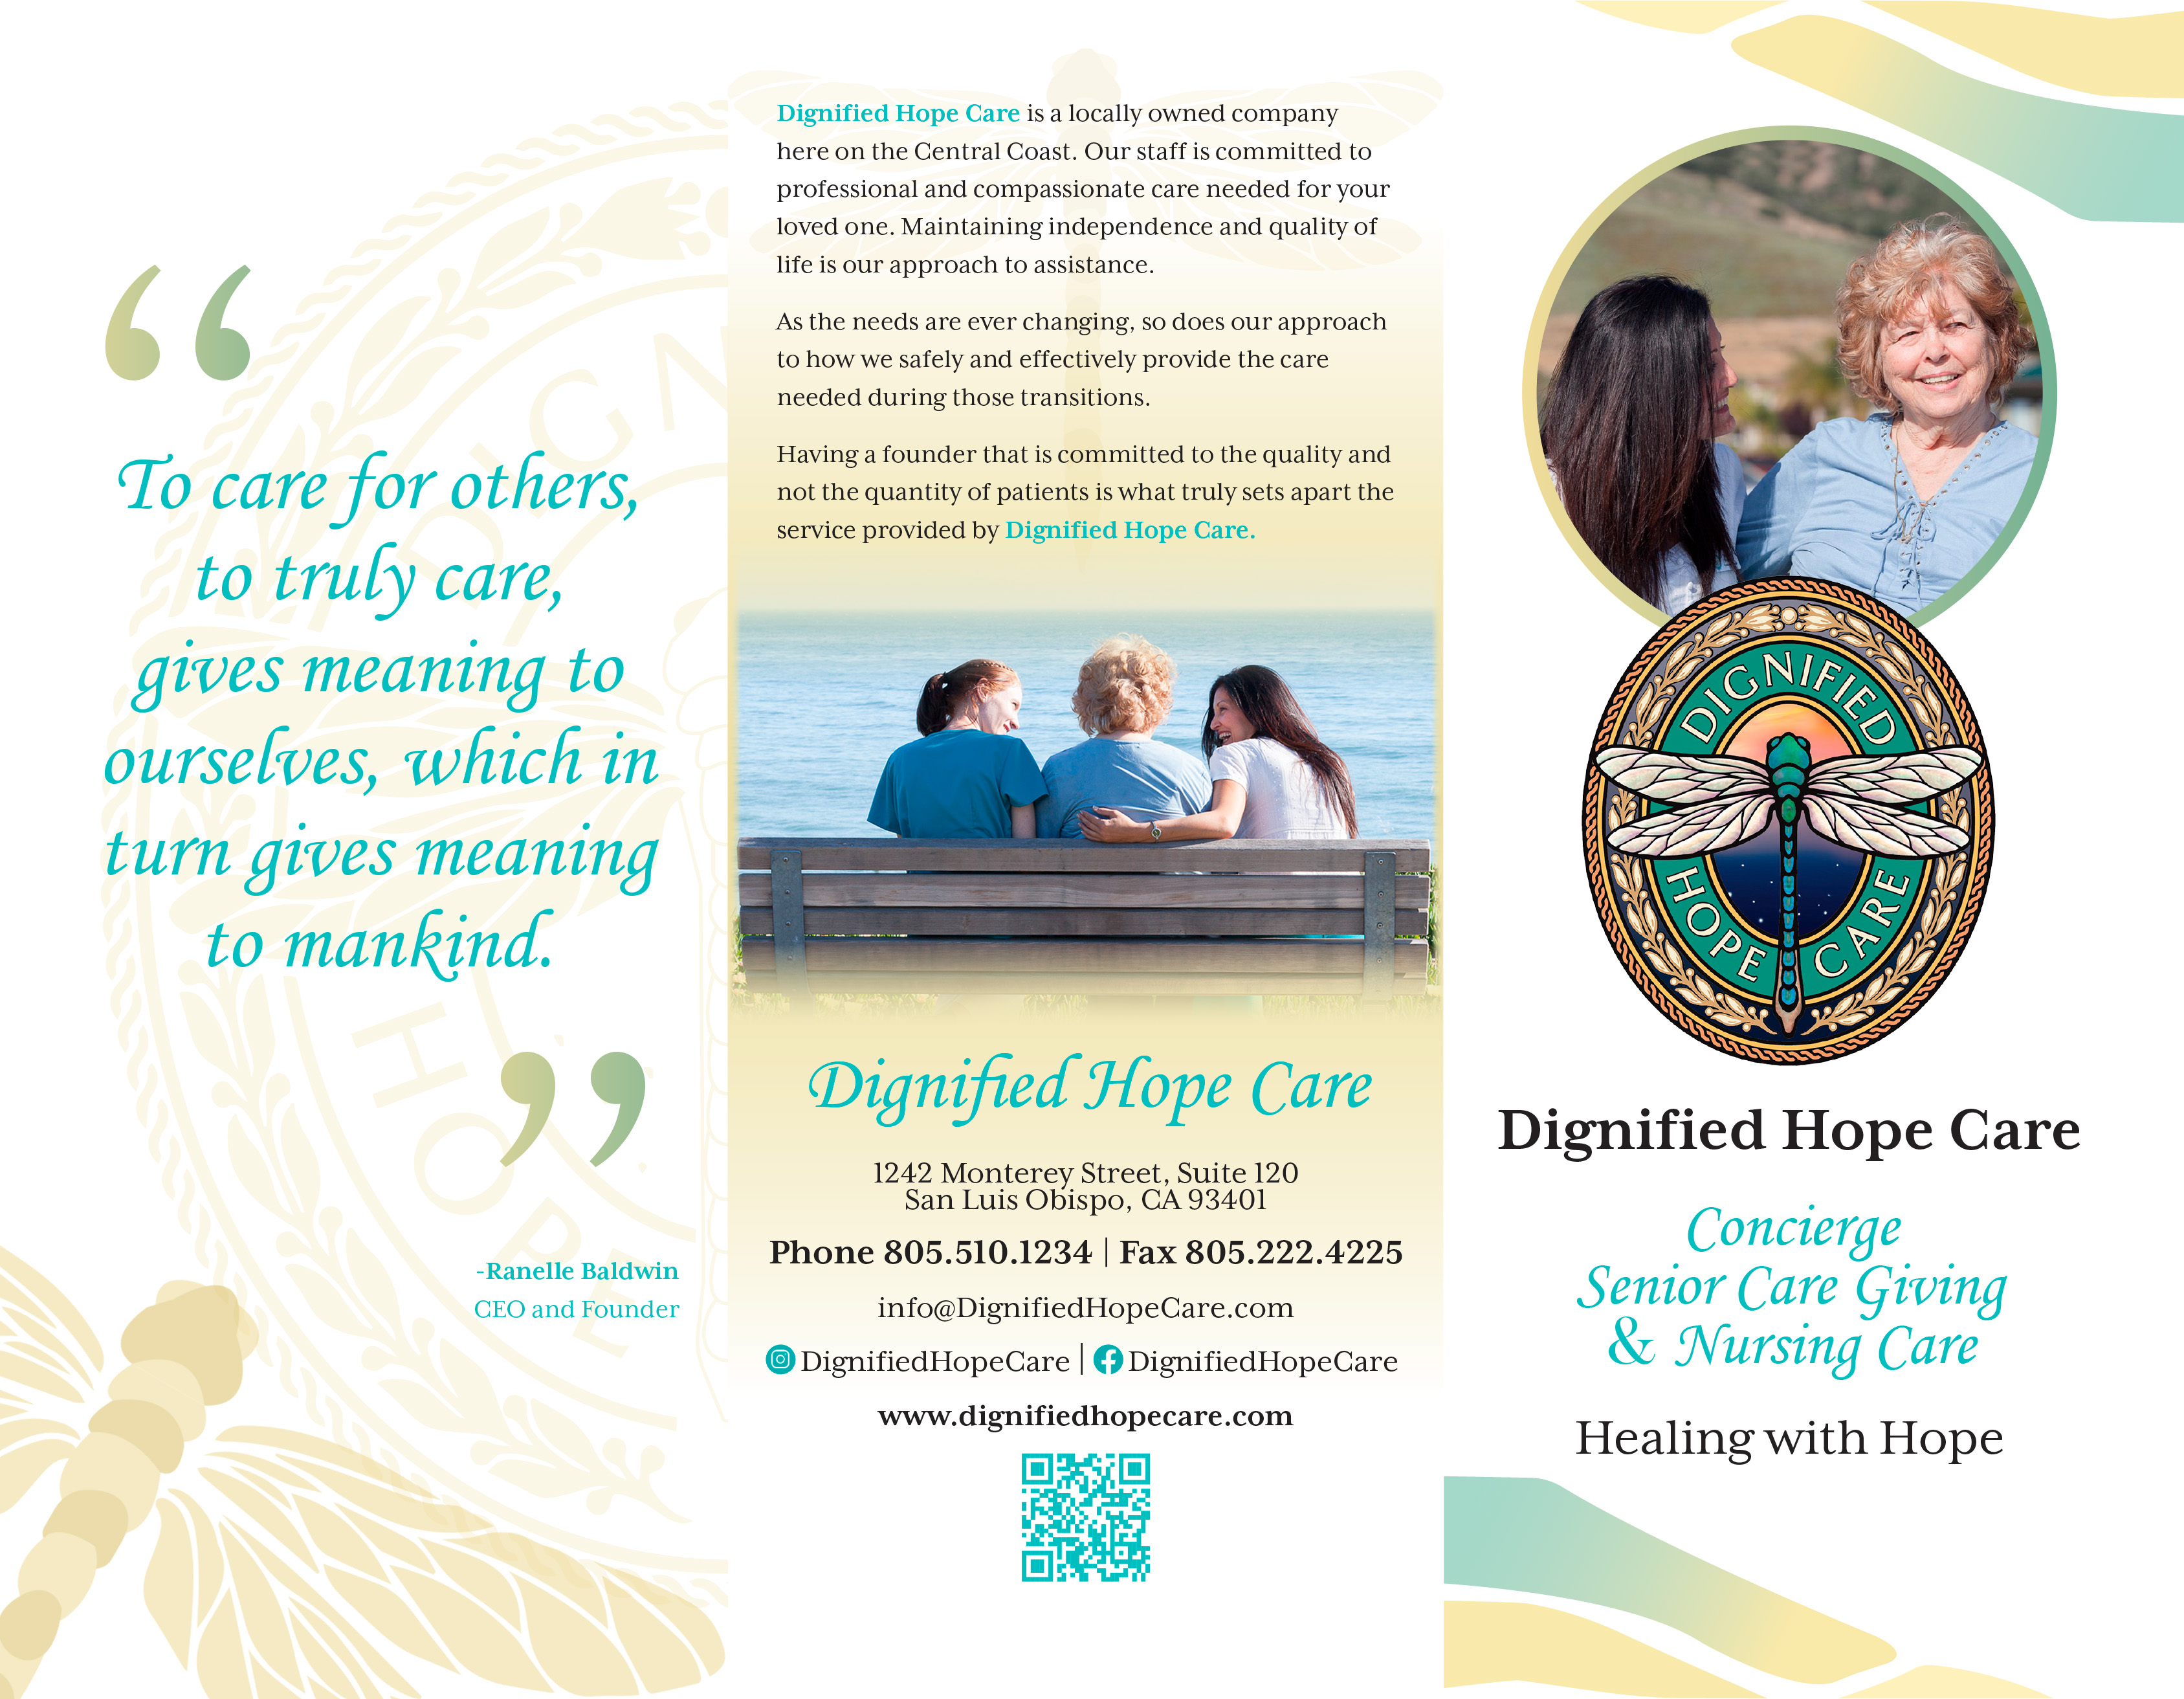 To care for others,
to truly care,
gives meaning to
ourselves, which in
turn gives meaning
to mankind.
-Ranelle Baldwin
CEO and Founder
DIGN
HOPE
Dignified Hope Care is a locally owned company
here on the Central Coast. Our staff is committed to
professional and compassionate care needed for your
loved one. Maintaining independence and quality of
life is our approach to assistance.
As the needs are ever changing, so does our approach
to how we safely and effectively provide the care
needed during those transitions.
Having a founder that is committed to the quality and
not the quantity of patients is what truly sets apart the
service provided by Dignified Hope Care.
Dignified Hope Care
1242 Monterey Street, Suite 120
San Luis Obispo, CA 93401
Phone 805.510.1234 | Fax 805.222.4225
info@DignifiedHopeCare.com
DignifiedHopeCare | DignifiedHopeCare
www.dignifiedhopecare.com
DIGNIFIED
HOPE CARE
Dignified Hope Care
Concierge
Senior Care Giving
& Nursing Care
Healing with Hope